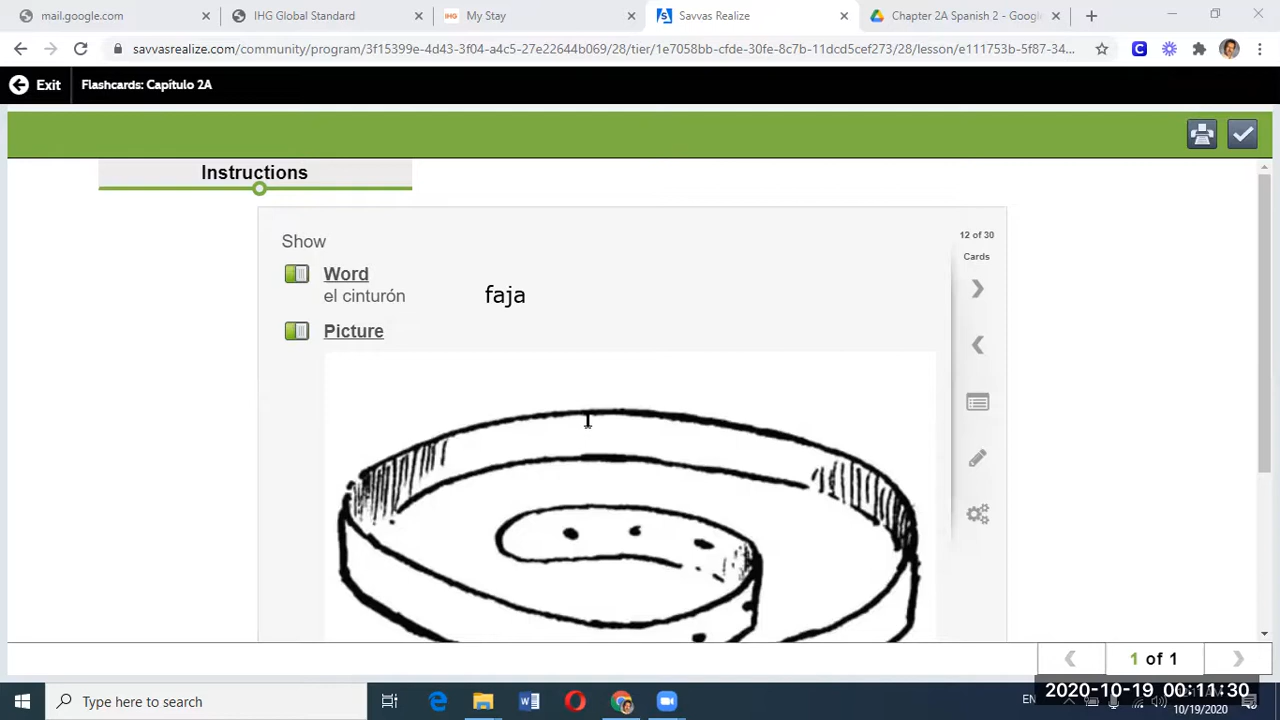 mail.google.com
IHG Global Standard
IHG My Stay
S Savvas Realize
Chapter 2A Spanish 2 - Google
savvasrealize.com/community/program/3f15399e-4d43-3f04-a4c5-27e22644b069/28/tier/1e7058bb-cfde-30fe-8c7b-11dcd5cef273/28/lesson/e111753b-5f87-34...
Exit Flashcards: Capítulo 2A
Instructions
Show
12 of 30
Cards
Word
el cinturón faja
Picture
1 of 1
Type here to search
EN
2020-10-19 00:11:30
10/19/2020